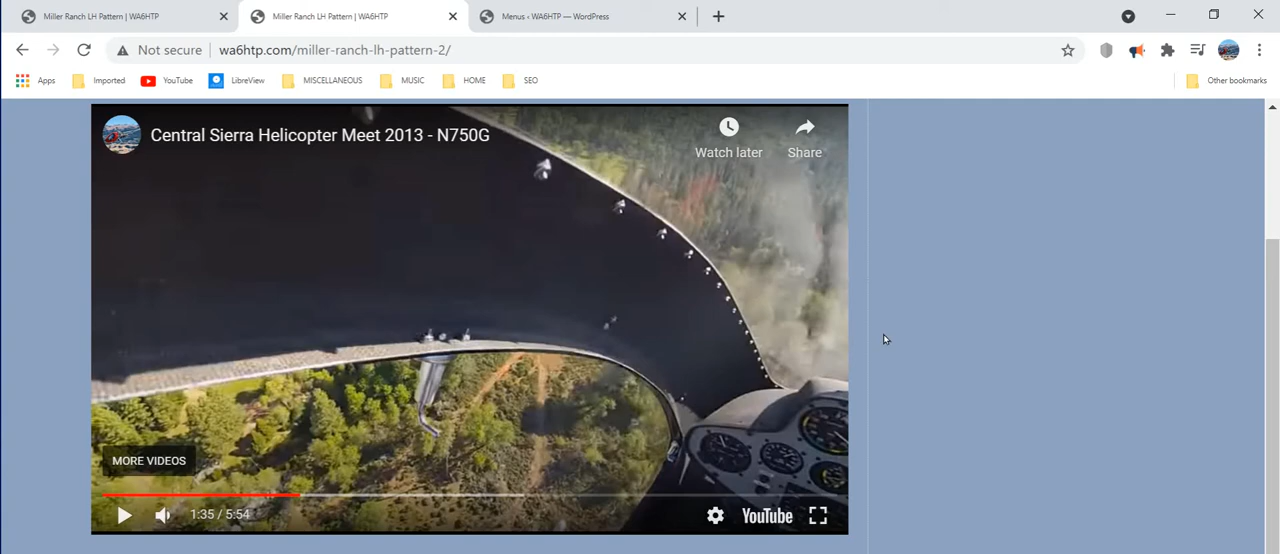 Miller Ranch LH Pattern | WA6HTP
Miller Ranch LH Pattern | WA6HTP
Menus ‹ WA6HTP — WordPress
Not secure
wa6htp.com/miller-ranch-lh-pattern-2/
Apps
Imported
YouTube
LibreView
MISCELLANEOUS
MUSIC
HOME
SEO
Other bookmarks
Central Sierra Helicopter Meet 2013 - N750G
Watch later
Share
MORE VIDEOS
1:35 / 5:54
YouTube